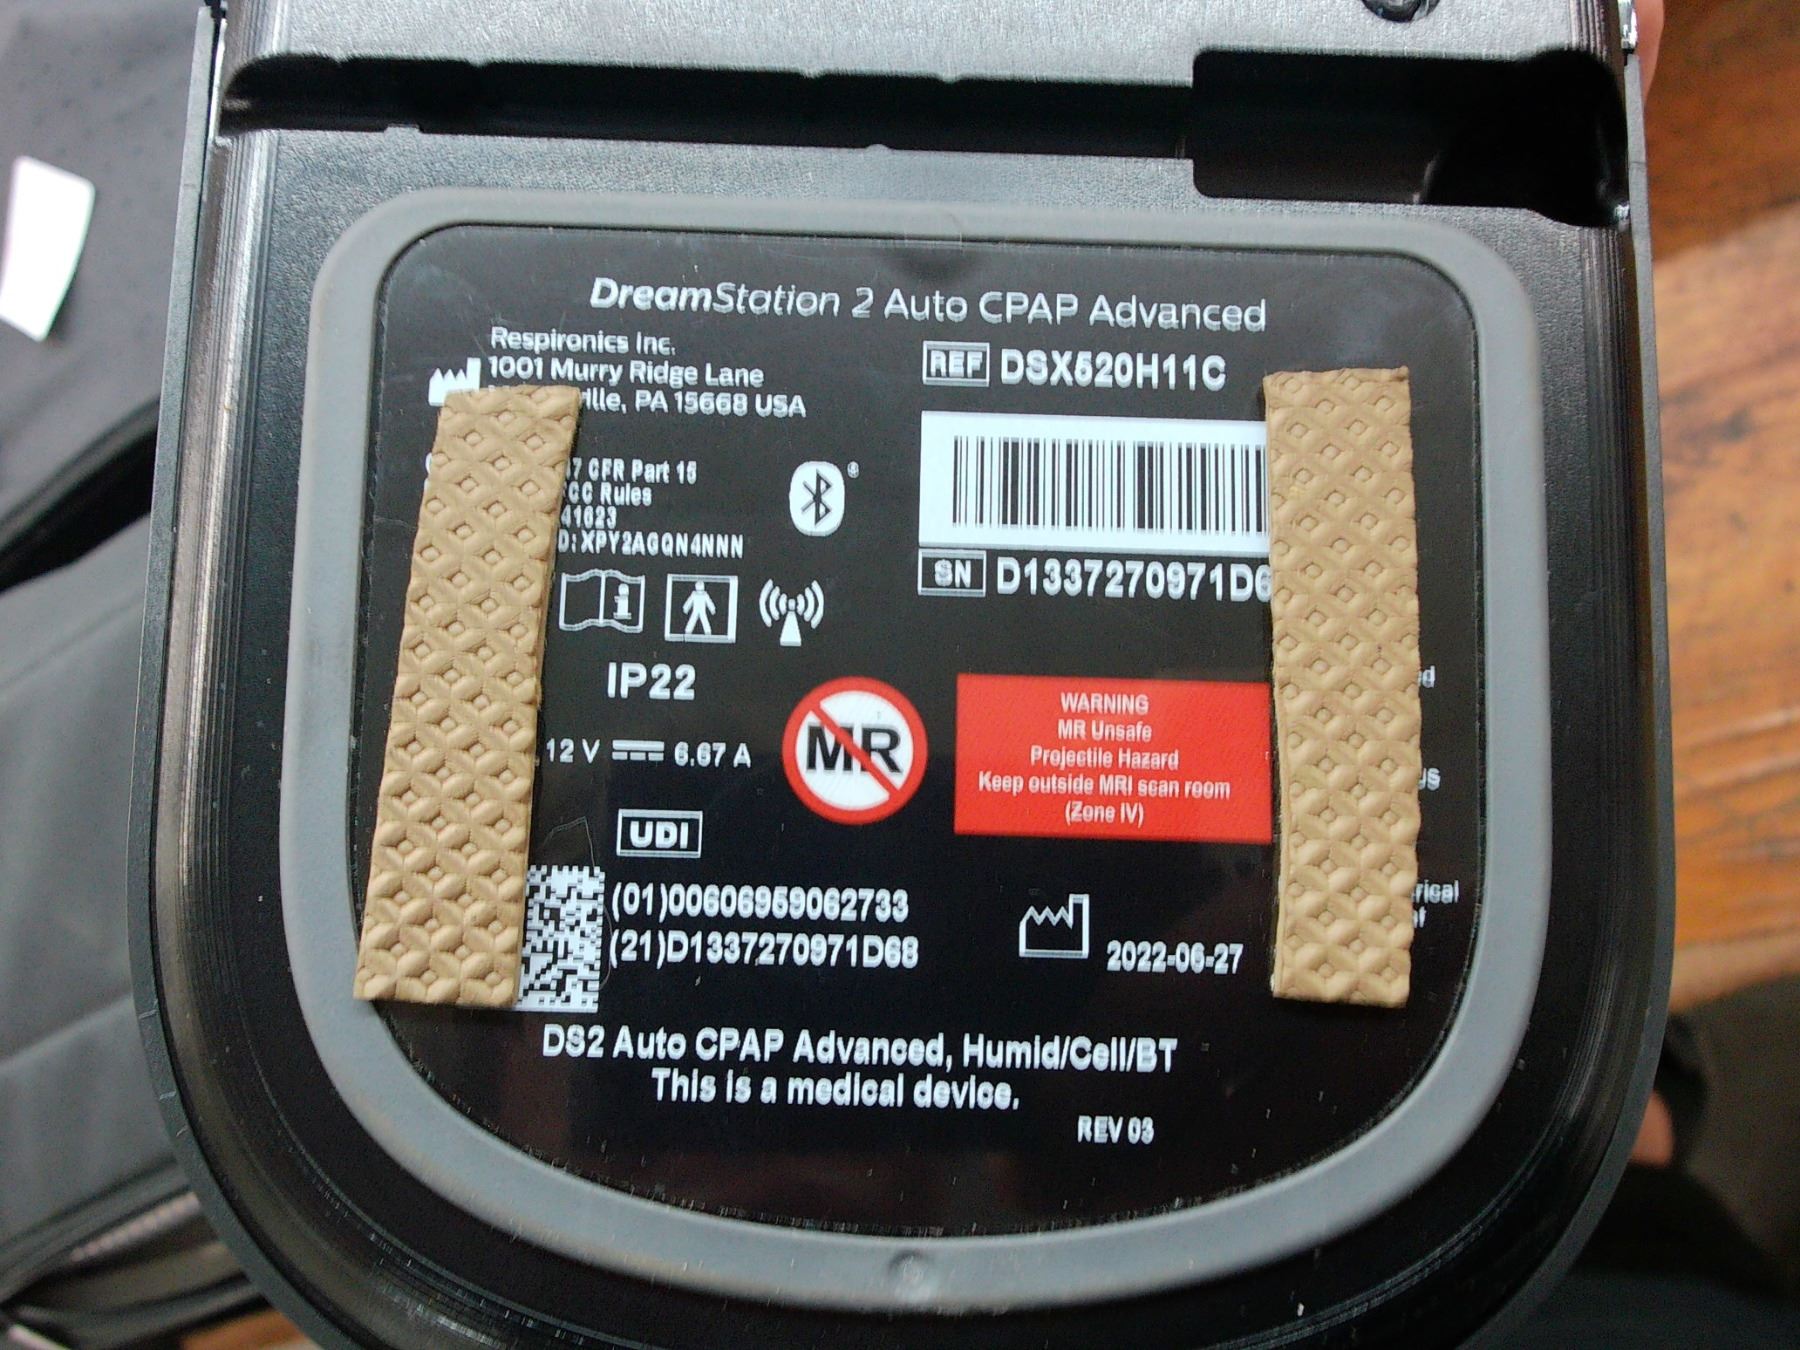 DreamStation 2 Auto CPAP Advanced
Respironics Inc.
1001 Murry Ridge Lane
PA 15668 USA
REF DSX520H11C
CFR Part 15
Rules
41623
XPY2AGQN4NNN
SN D1337270971D6
IP22
12 V 6.67 A
MR
WARNING
MR Unsafe
Projectile Hazard
Keep outside MRI scan room
(Zone IV)
UDI
(01)00606959062733
(21)D1337270971D68
2022-06-27
DS2 Auto CPAP Advanced, Humid/Cell/BT
This is a medical device.
REV 03